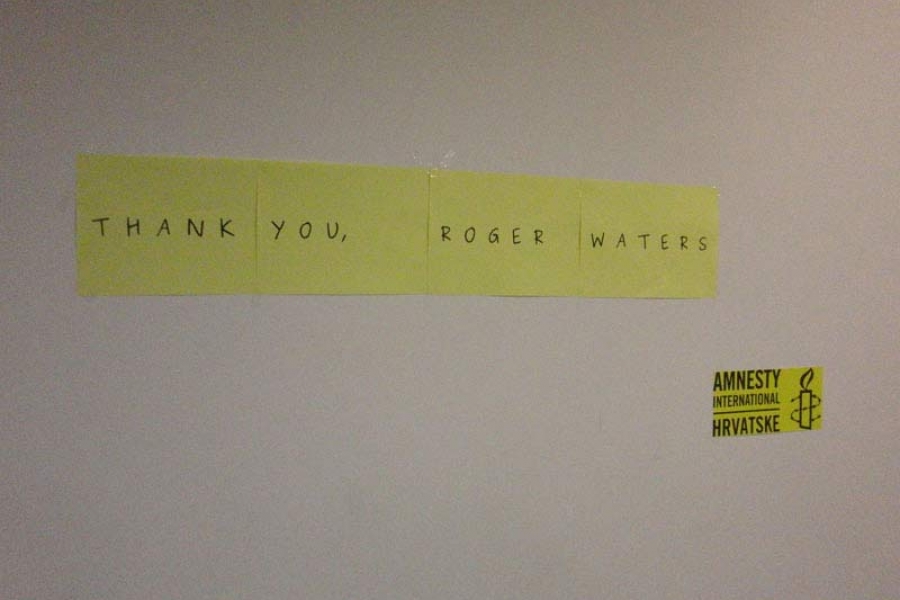 THANK YOU, ROGER WATERS
AMNESTY
INTERNATIONAL
HRVATSKE